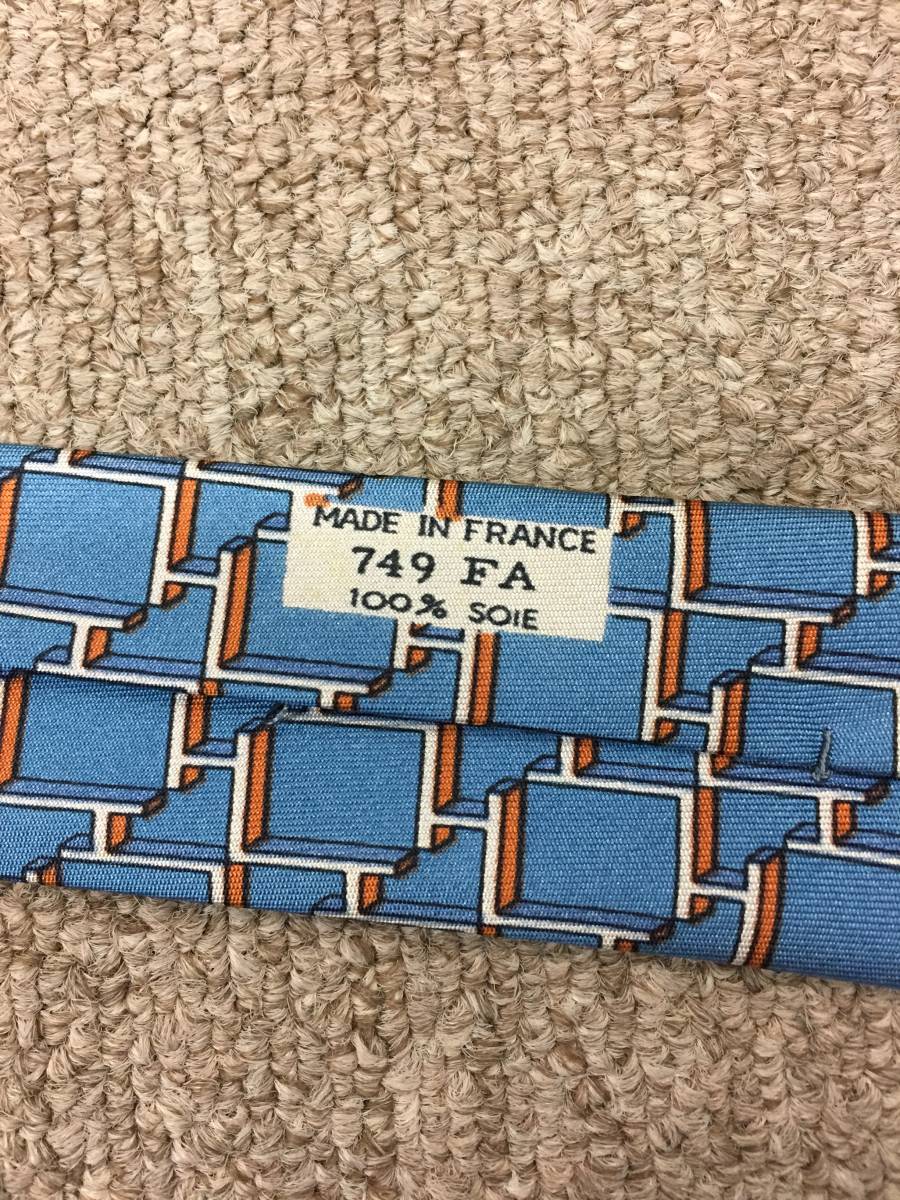 MADE IN FRANCE
749 FA
100% SOIE